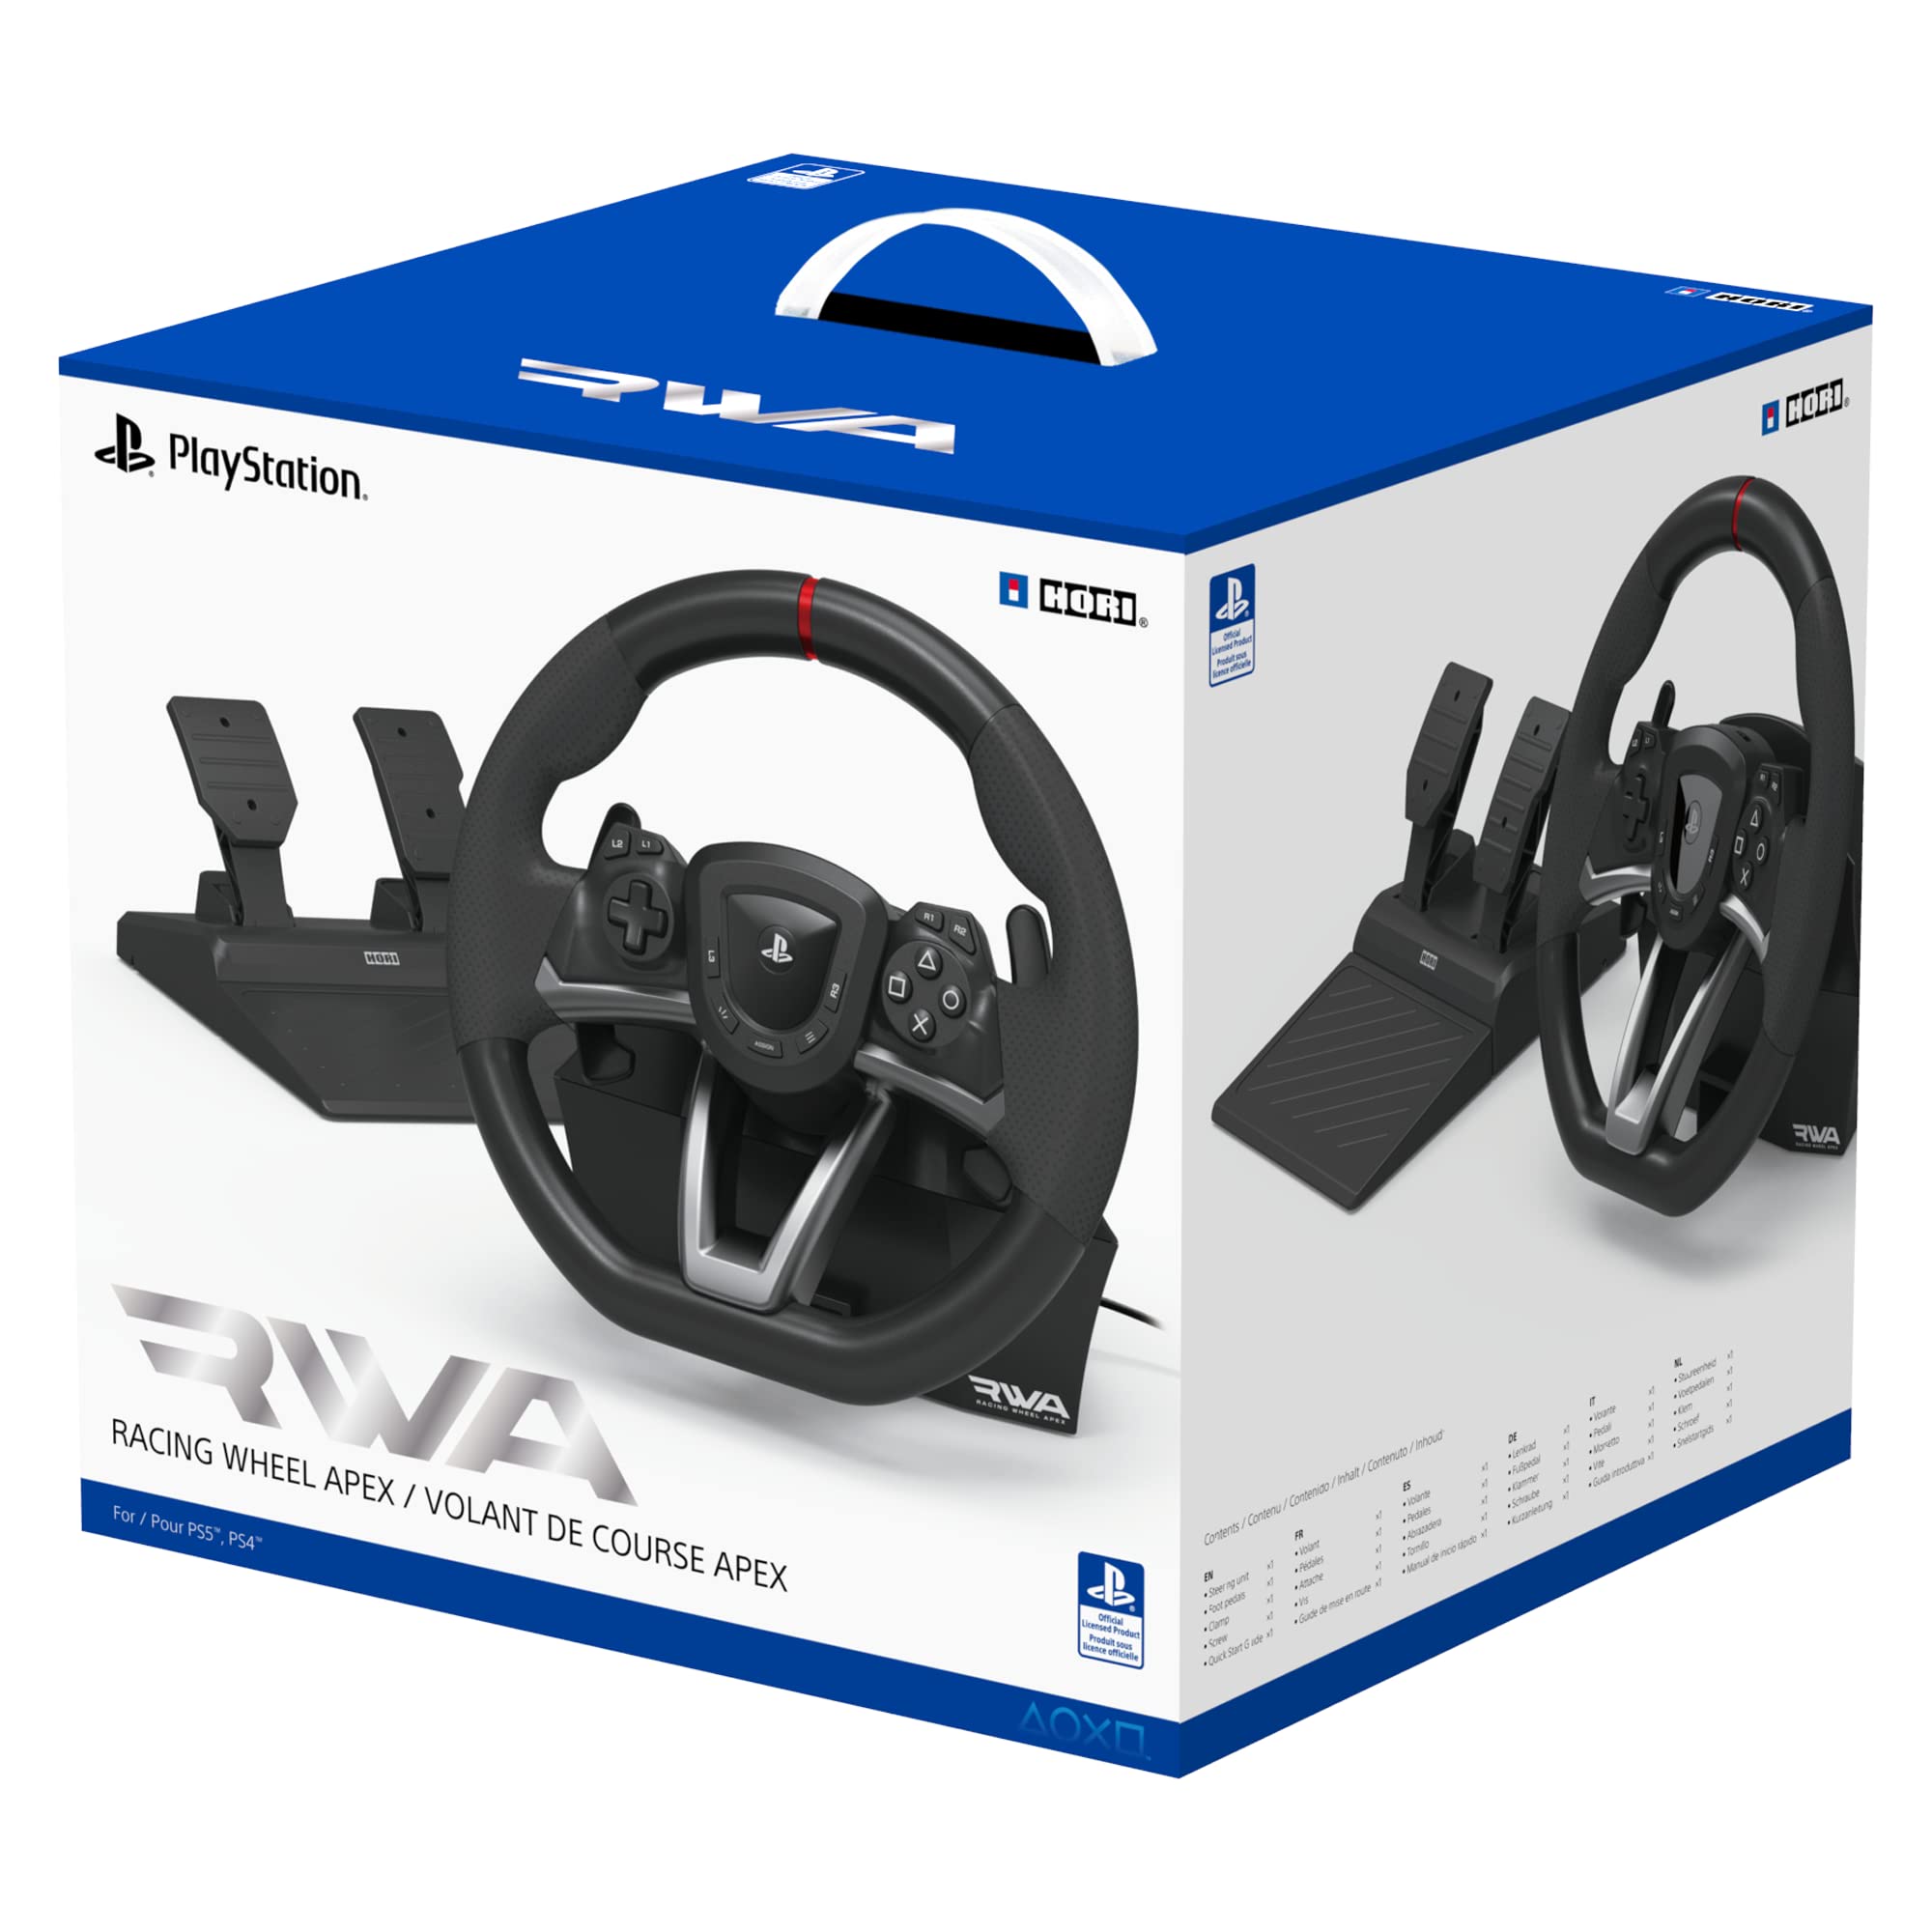 RWA
HORI®
PlayStation®
HORI®
L2 L1
L3
R1 R2
R3
ASSIGN
HORI
RWA
RACING WHEEL APEX
RWA
RACING WHEEL APEX / VOLANT DE COURSE APEX
For / Pour PS5™, PS4™
Official
Licensed Product
Produit sous
licence officielle
HORI®
Official
Licensed Product
Produit sous
licence officielle
HORI
RWA
RACING WHEEL APEX
Contents / Contenu / Contenido / Inhalt / Contenuto / Inhoud
EN
• Steering unit x1
• Foot pedals x1
• Clamp x1
• Screw x1
• Quick Start Guide x1
FR
• Volant x1
• Pédales x1
• Attache x1
• Vis x1
• Guide de mise en route x1
ES
• Volante x1
• Pedales x1
• Abrazadera x1
• Tornillo x1
• Manual de inicio rápido x1
DE
• Lenkrad x1
• Fußpedal x1
• Klammer x1
• Schraube x1
• Kurzanleitung x1
IT
• Volante x1
• Pedali x1
• Morsetto x1
• Vite x1
• Guida introduttiva x1
NL
• Stuureenheid x1
• Voetpedalen x1
• Klem x1
• Schroef x1
• Snelstartgids x1